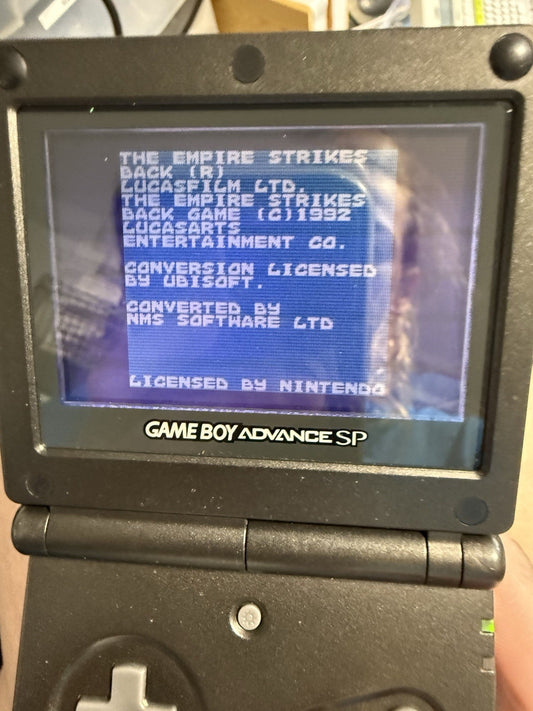 THE EMPIRE STRIKES
BACK (R)
LUCASFILM LTD.
THE EMPIRE STRIKES
BACK GAME (C)1992
LUCASARTS
ENTERTAINMENT CO.
CONVERSION LICENSED
BY UBISOFT.
CONVERTED BY
NMS SOFTWARE LTD
LICENSED BY NINTENDO
GAME BOY ADVANCE SP